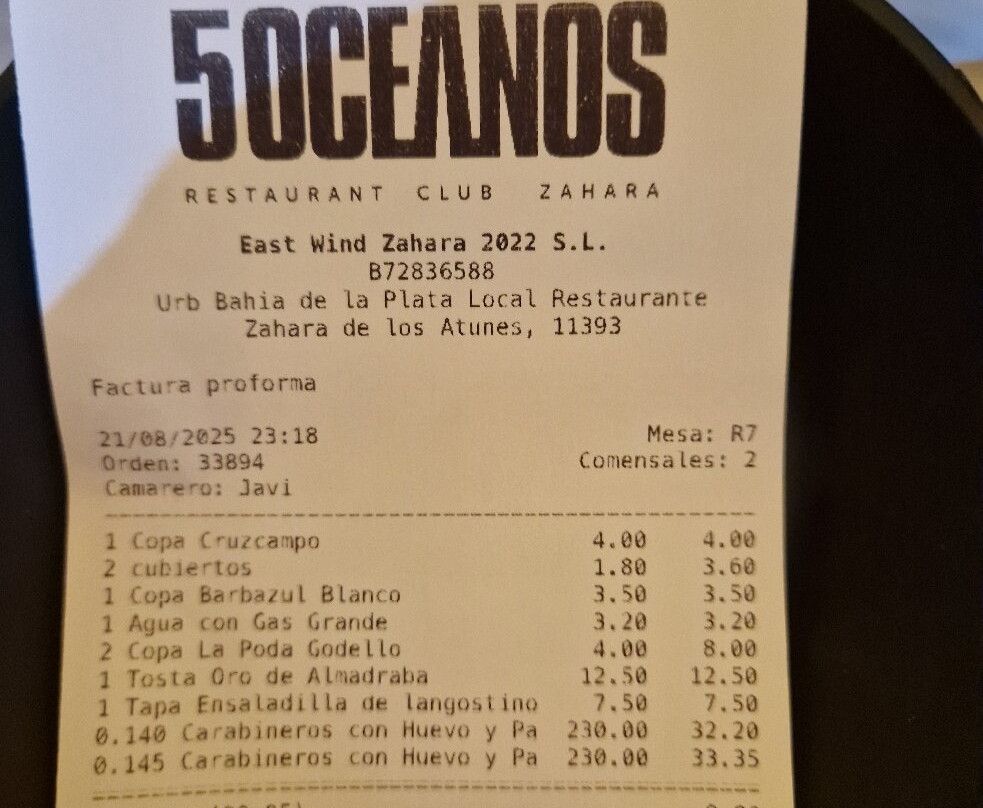 5OCEANOS
RESTAURANT CLUB ZAHARA
East Wind Zahara 2022 S.L.
B72836588
Urb Bahia de la Plata Local Restaurante
Zahara de los Atunes, 11393
Factura proforma
21/08/2025 23:18 Mesa: R7
Orden: 33894 Comensales: 2
Camarero: Javi
1 Copa Cruzcampo 4.00 4.00
2 cubiertos 1.80 3.60
1 Copa Barbazul Blanco 3.50 3.50
1 Agua con Gas Grande 3.20 3.20
2 Copa La Poda Godello 4.00 8.00
1 Tosta Oro de Almadraba 12.50 12.50
1 Tapa Ensaladilla de langostino 7.50 7.50
0.140 Carabineros con Huevo y Pa 230.00 32.20
0.145 Carabineros con Huevo y Pa 230.00 33.35